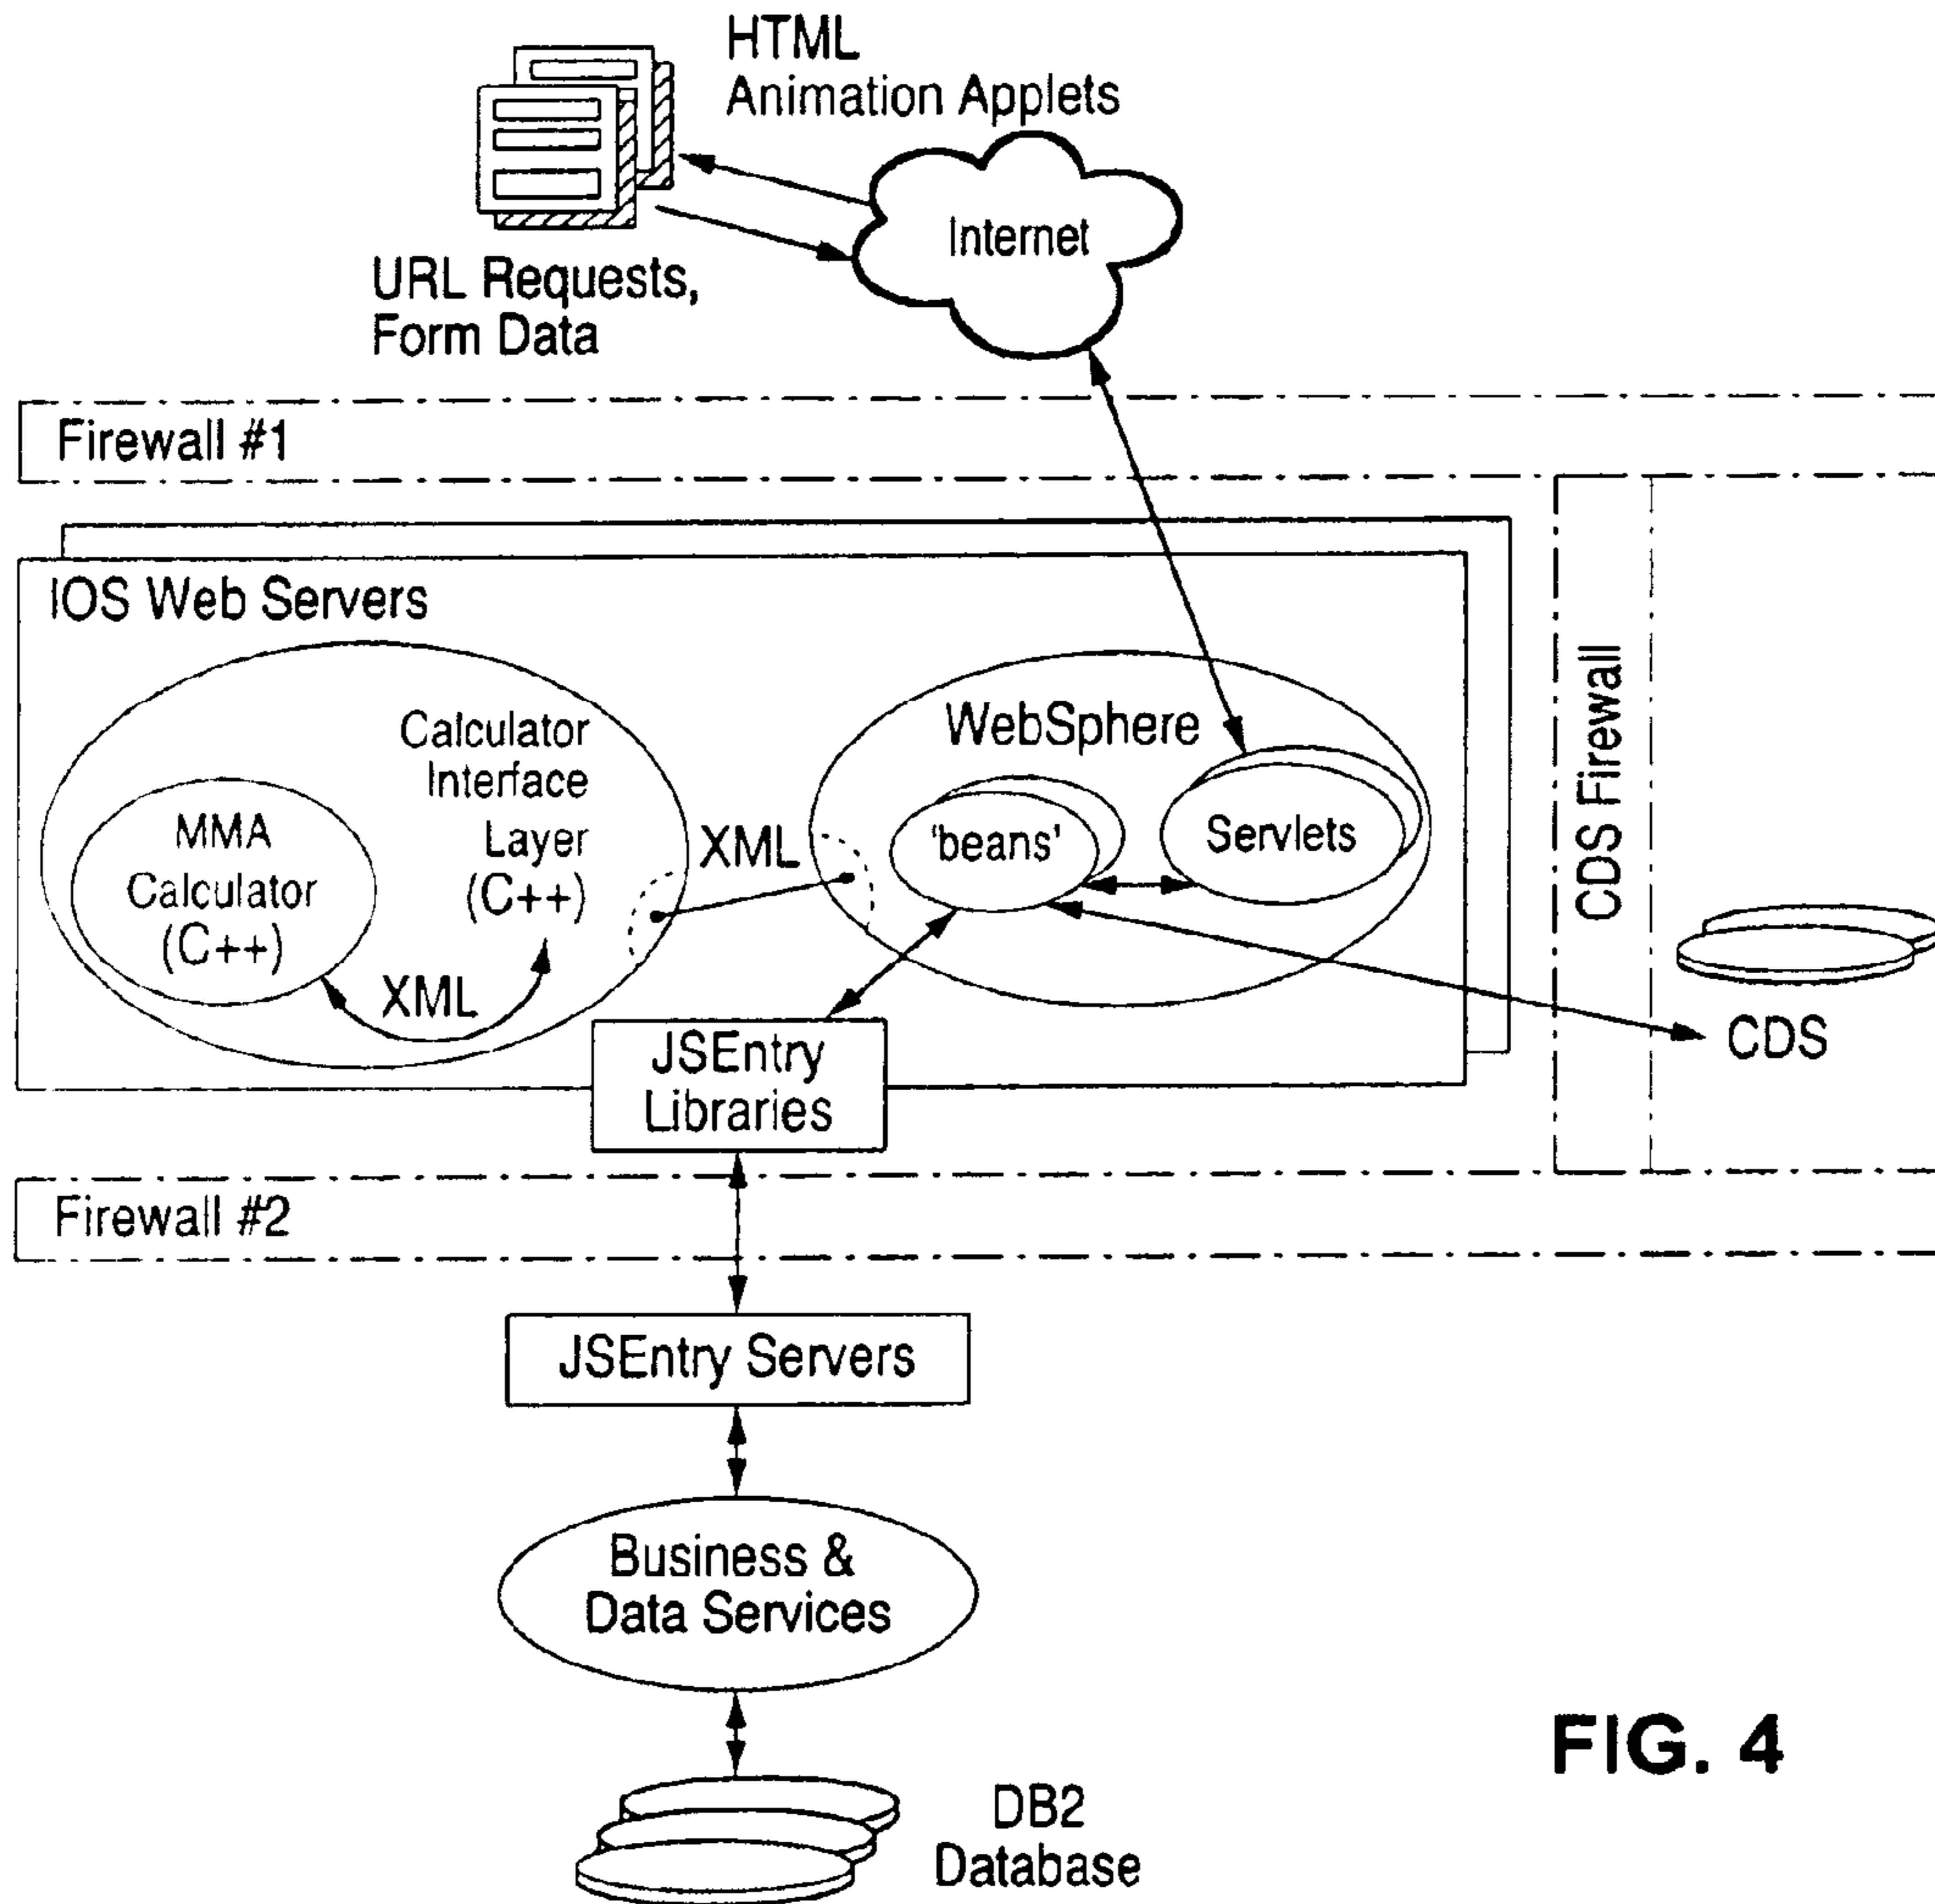 HTML
Animation Applets
Internet
URL Requests,
Form Data
Firewall #1
IOS Web Servers
Calculator
Interface
Layer
(C++)
MMA
Calculator
(C++)
XML
XML
WebSphere
'beans'
Servlets
CDS Firewall
CDS
JSEntry
Libraries
Firewall #2
JSEntry Servers
Business &
Data Services
DB2
Database
FIG. 4